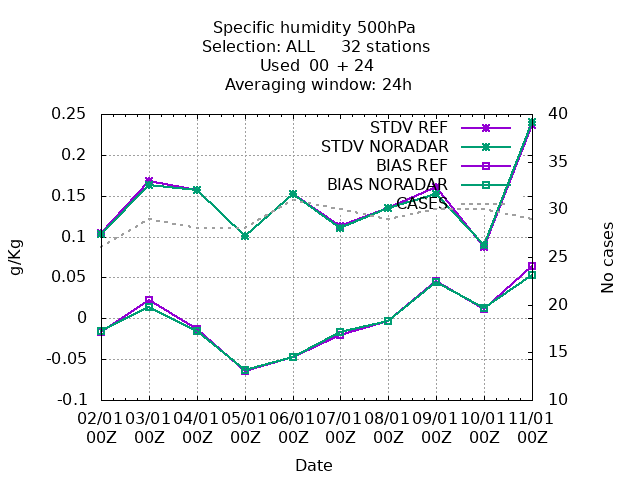 Specific humidity 500hPa
Selection: ALL 32 stations
Used 00 + 24
Averaging window: 24h
0.25
0.2
0.15
0.1
0.05
0
-0.05
-0.1
g/Kg
STDV REF
STDV NORADAR
BIAS REF
BIAS NORADAR
CASES
40
35
30
25
20
15
10
No cases
02/01 03/01 04/01 05/01 06/01 07/01 08/01 09/01 10/01 11/01
00Z 00Z 00Z 00Z 00Z 00Z 00Z 00Z 00Z 00Z
Date